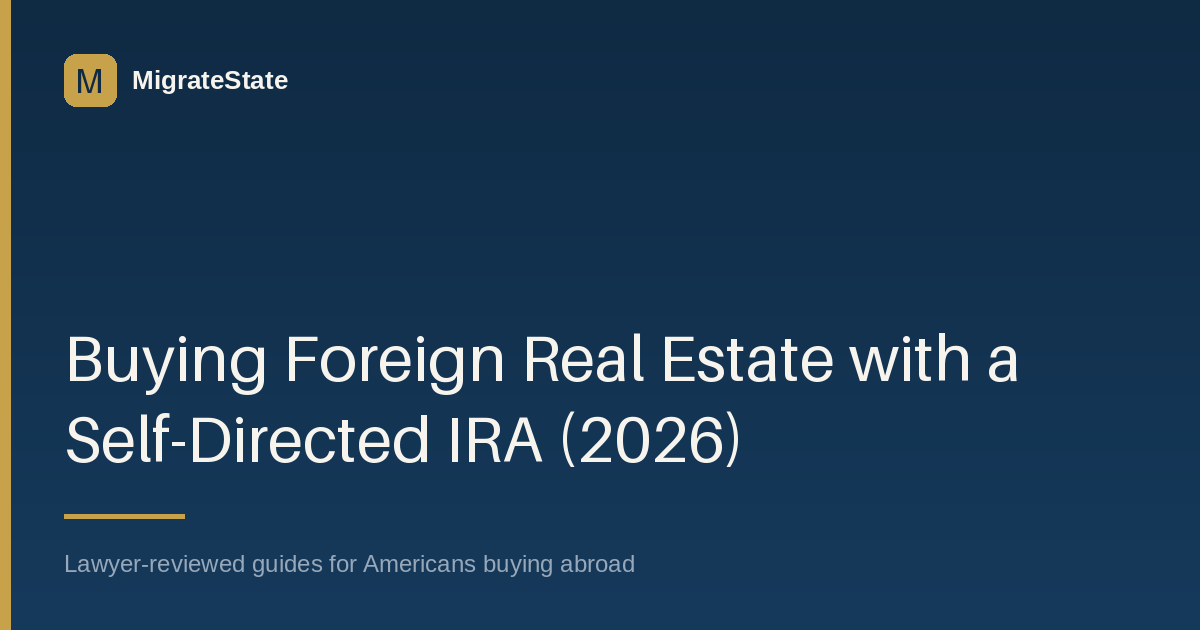 M
MigrateState
Buying Foreign Real Estate with a
Self-Directed IRA (2026)
Lawyer-reviewed guides for Americans buying abroad